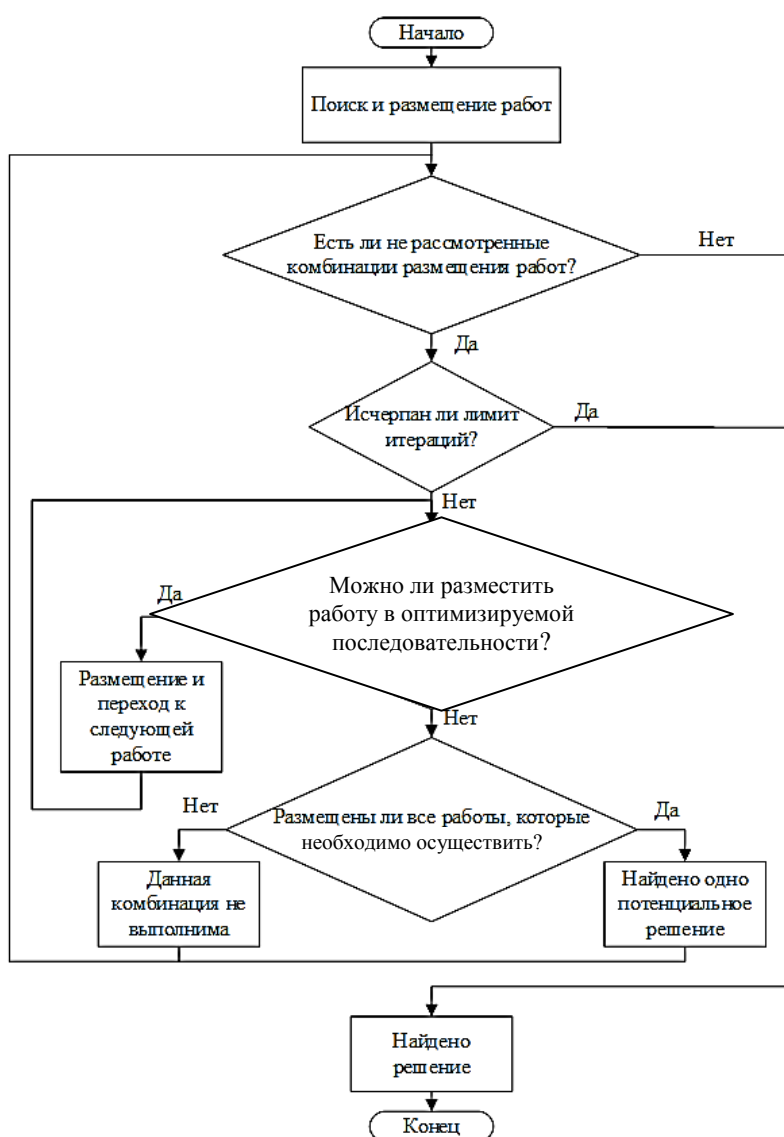 Начало
Поиск и размещение работ
Есть ли не рассмотренные
комбинации размещения работ?
Нет
Да
Исчерпан ли лимит
итераций?
Да
Нет
Можно ли разместить
работу в оптимизируемой
последовательности?
Да
Размещение и
переход к
следующей
работе
Нет
Размещены ли все работы, которые
необходимо осуществить?
Нет
Да
Данная
комбинация не
выполнима
Найдено одно
потенциальное
решение
Найдено
решение
Конец